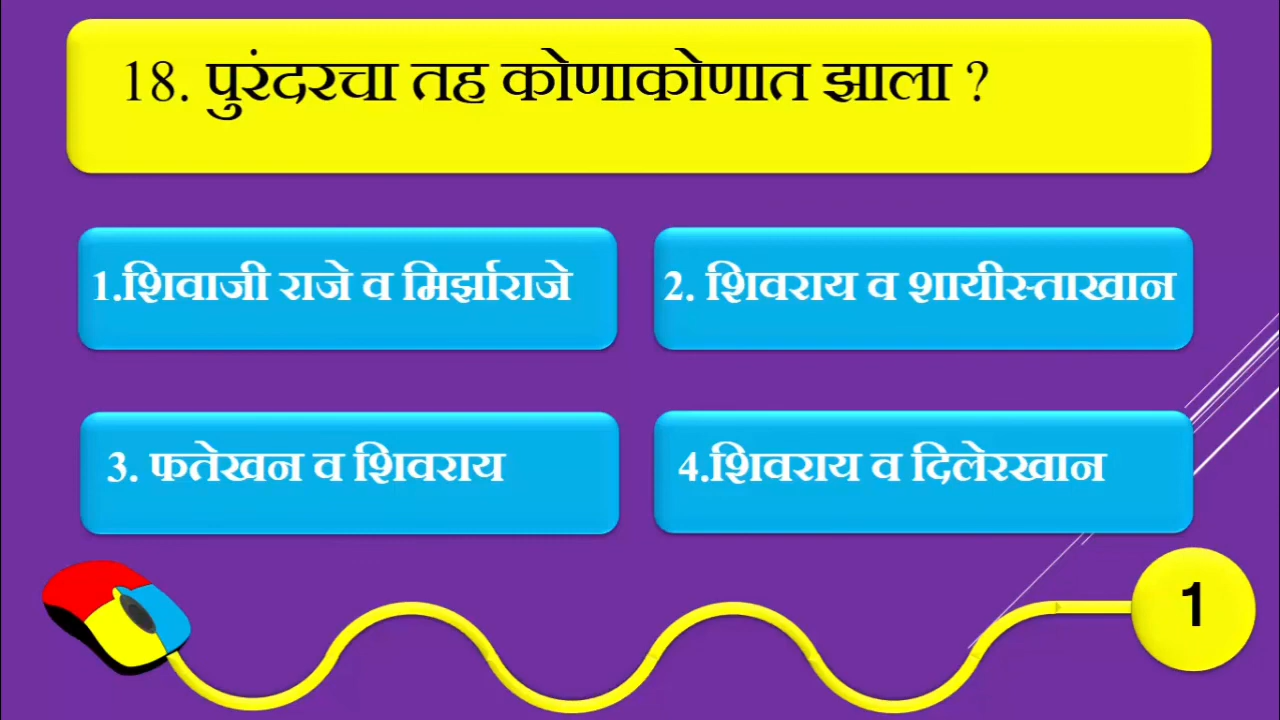 18. पुरंदरचा तह कोणाकोणात झाला ?
1.शिवाजी राजे व मिर्झाराजे
2. शिवराय व शायीस्ताखान
3. फतेखन व शिवराय
4.शिवराय व दिलेरखान
1